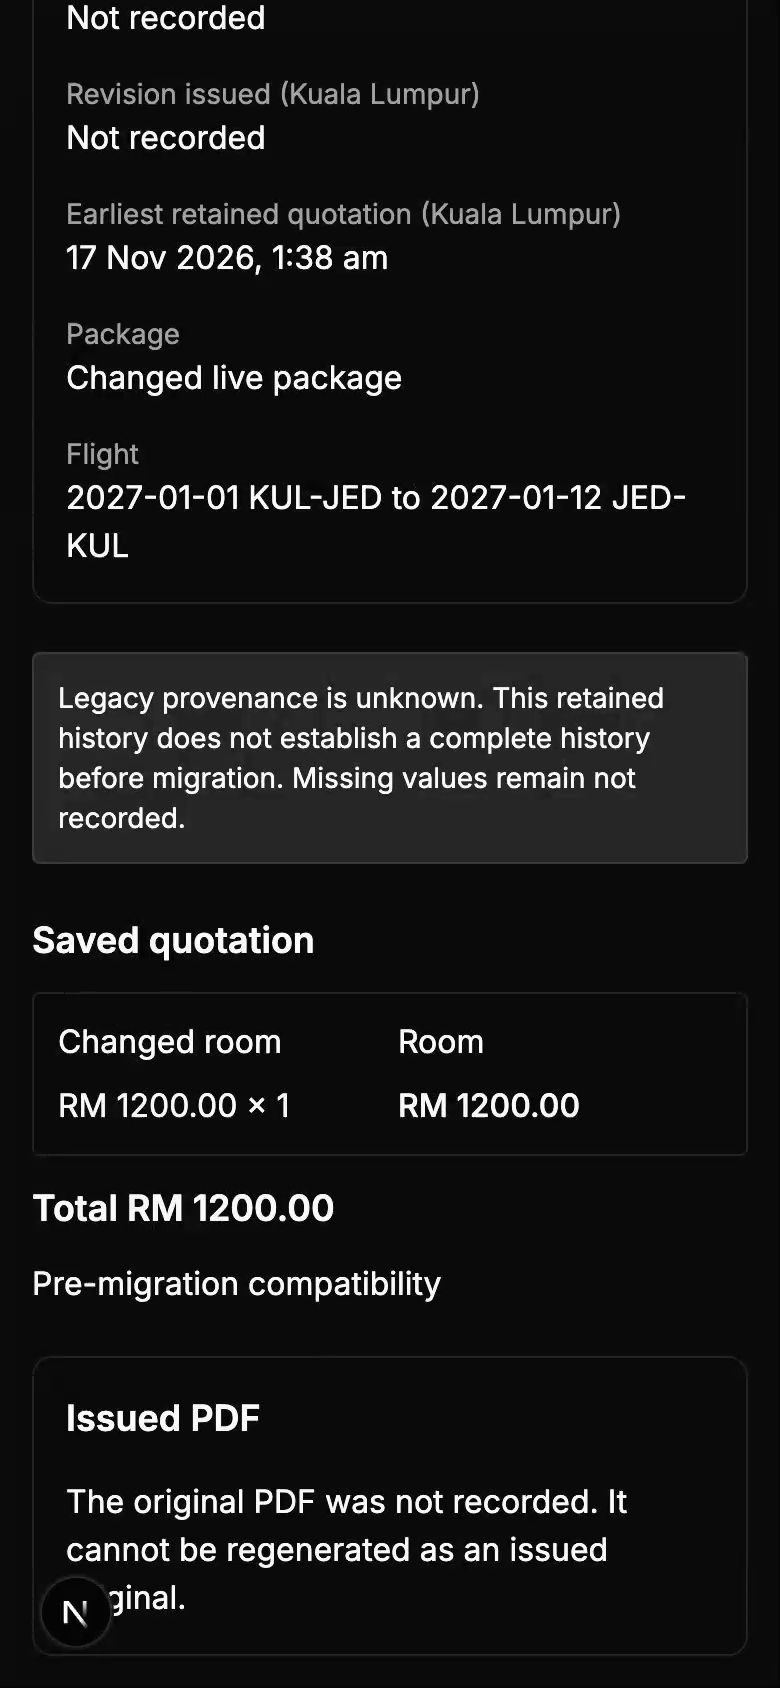 Not recorded
Revision issued (Kuala Lumpur)
Not recorded
Earliest retained quotation (Kuala Lumpur)
17 Nov 2026, 1:38 am
Package
Changed live package
Flight
2027-01-01 KUL-JED to 2027-01-12 JED-
KUL
Legacy provenance is unknown. This retained
history does not establish a complete history
before migration. Missing values remain not
recorded.
Saved quotation
Changed room Room
RM 1200.00 × 1 RM 1200.00
Total RM 1200.00
Pre-migration compatibility
Issued PDF
The original PDF was not recorded. It
cannot be regenerated as an issued
ginal.
N